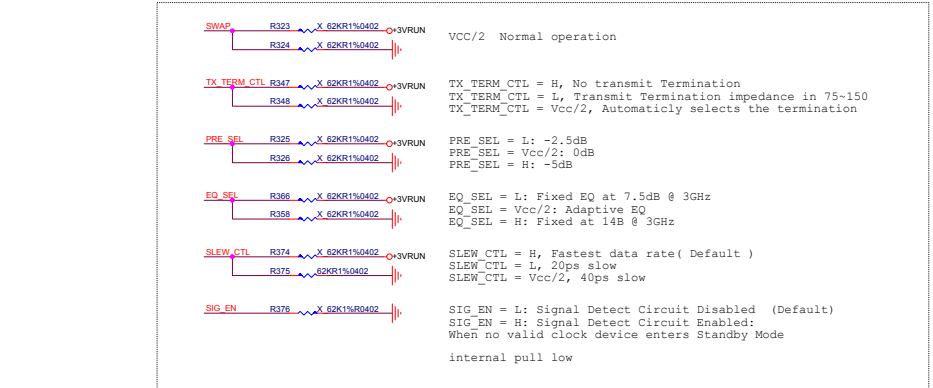 SWAP R323 X_62KR1%0402 +3VRUN
R324 X_62KR1%0402
VCC/2 Normal operation
TX_TERM_CTL R347 X_62KR1%0402 +3VRUN
R348 X_62KR1%0402
TX_TERM_CTL = H, No transmit Termination
TX_TERM_CTL = L, Transmit Termination impedance in 75~150
TX_TERM_CTL = Vcc/2, Automaticly selects the termination
PRE_SEL R325 X_62KR1%0402 +3VRUN
R326 X_62KR1%0402
PRE_SEL = L: -2.5dB
PRE_SEL = Vcc/2: 0dB
PRE_SEL = H: -5dB
EQ_SEL R366 X_62KR1%0402 +3VRUN
R358 X_62KR1%0402
EQ_SEL = L: Fixed EQ at 7.5dB @ 3GHz
EQ_SEL = Vcc/2: Adaptive EQ
EQ_SEL = H: Fixed at 14B @ 3GHz
SLEW_CTL R374 X_62KR1%0402 +3VRUN
R375 62KR1%0402
SLEW_CTL = H, Fastest data rate( Default )
SLEW_CTL = L, 20ps slow
SLEW_CTL = Vcc/2, 40ps slow
SIG_EN R376 X_62K1%R0402
SIG_EN = L: Signal Detect Circuit Disabled (Default)
SIG_EN = H: Signal Detect Circuit Enabled:
When no valid clock device enters Standby Mode
internal pull low